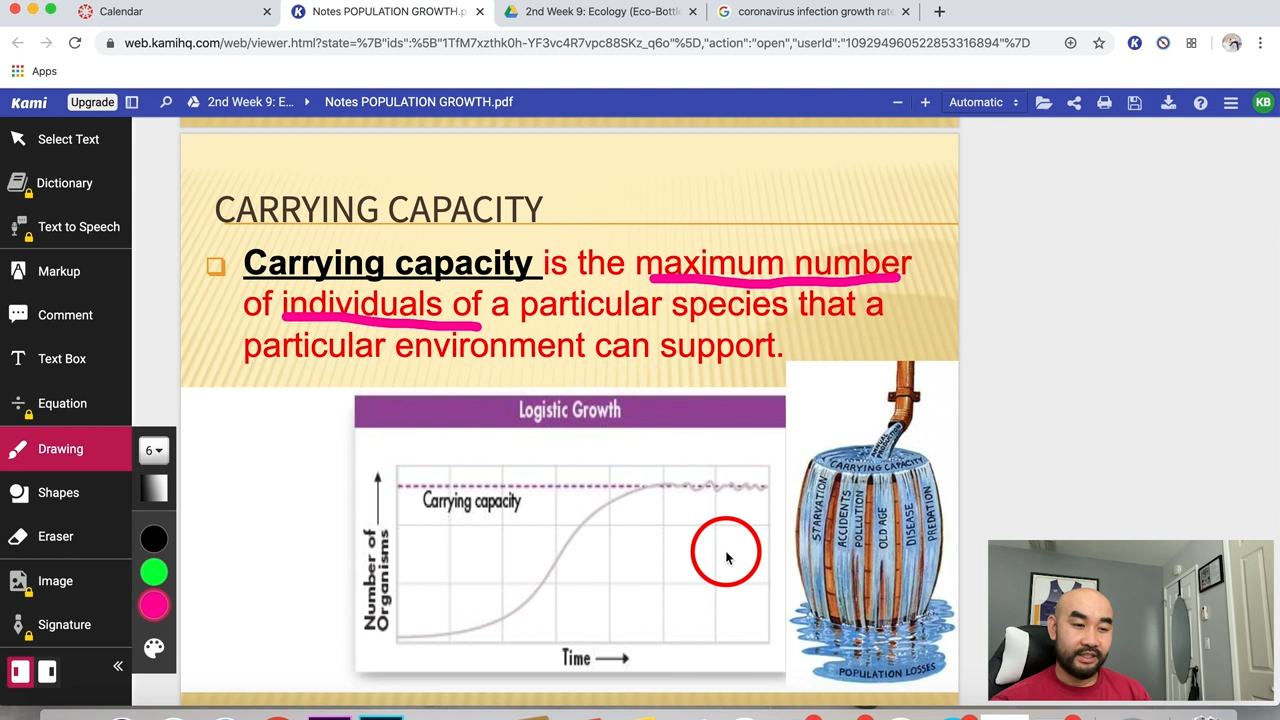 Calendar
Notes POPULATION GROWTH.p
2nd Week 9: Ecology (Eco-Bottle
coronavirus infection growth rate
web.kamihq.com/web/viewer.html?state=%7B"ids":%5B"1TfM7xzthk0h-YF3vc4R7vpc88SKz_q6o"%5D,"action":"open","userId":"109294960522853316894"%7D
Apps
Kami
Upgrade
2nd Week 9: E...
Notes POPULATION GROWTH.pdf
Automatic
KB
Select Text
Dictionary
Text to Speech
Markup
Comment
Text Box
Equation
Drawing
6
Shapes
Eraser
Image
Signature
CARRYING CAPACITY
Carrying capacity is the maximum number
of individuals of a particular species that a
particular environment can support.
Logistic Growth
Carrying capacity
Number of
Organisms
Time
CARRYING CAPACITY
STARVATION
ACCIDENTS
POLLUTION
OLD AGE
DISEASE
PREDATION
POPULATION LOSSES